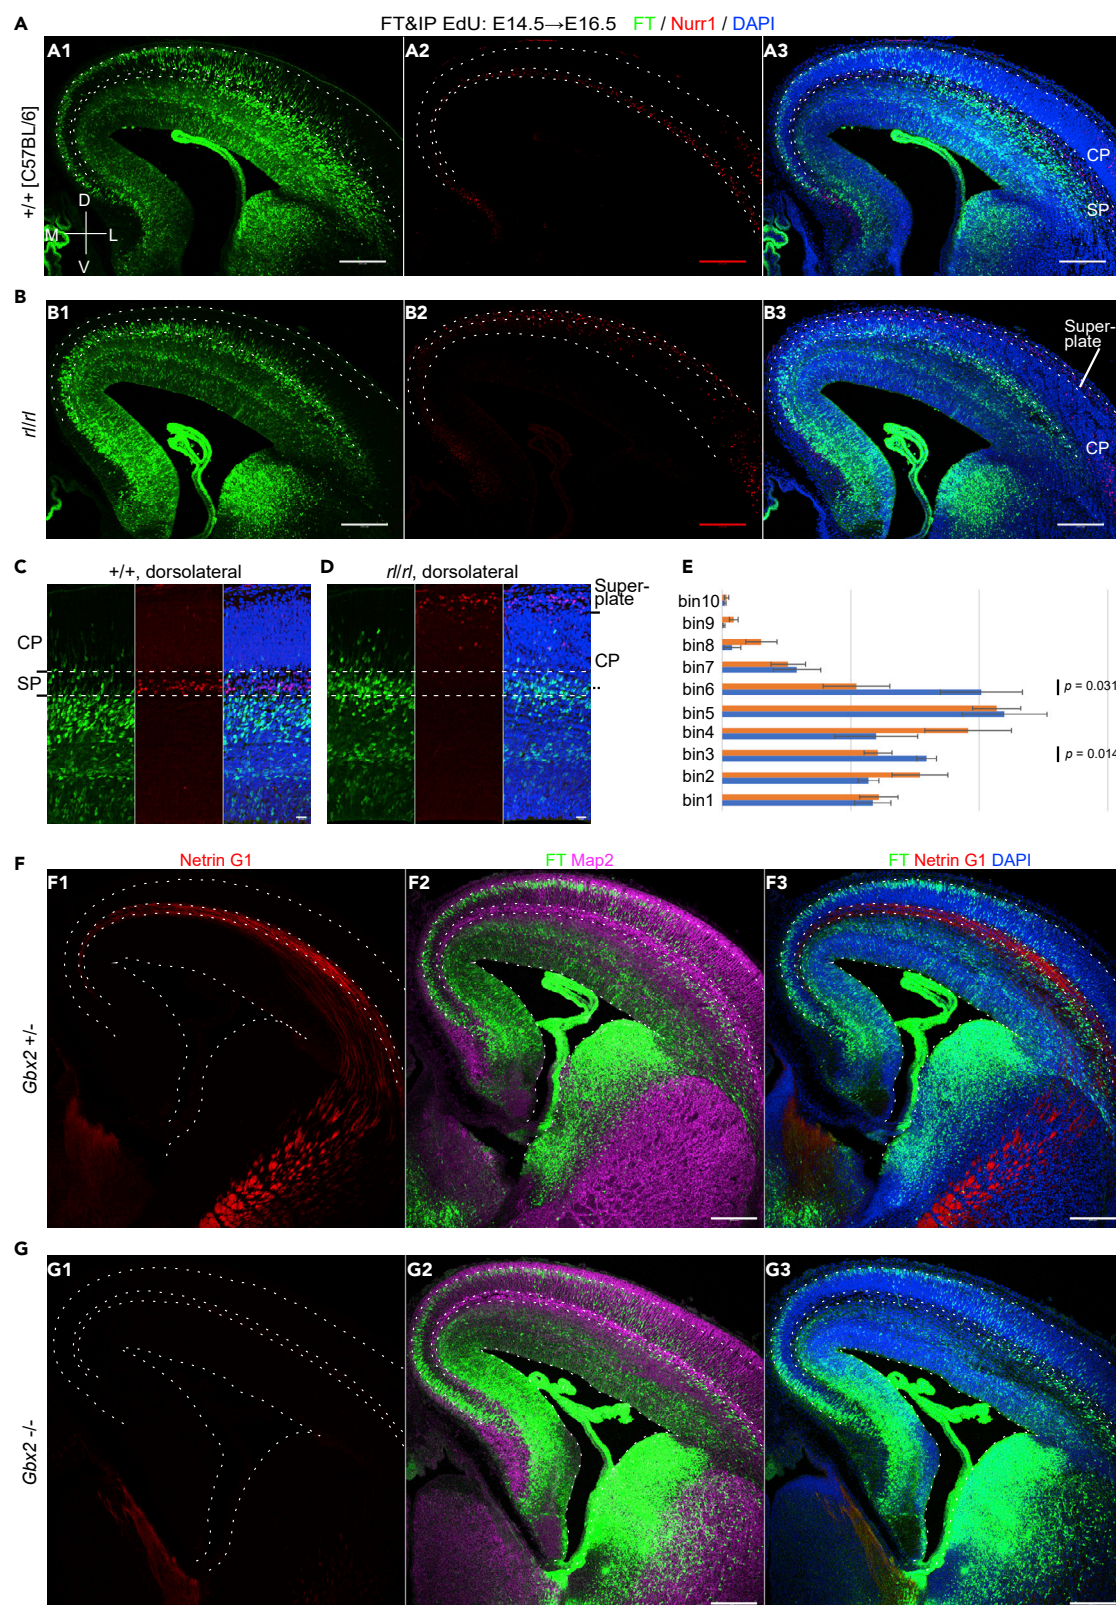 A
FT&IP EdU: E14.5→E16.5 FT / Nurr1 / DAPI
+/+ [C57BL/6]
A1
A2
A3
D
M
L
V
CP
SP
B
rl/rl
B1
B2
B3
Super-
plate
CP
C
+/+, dorsolateral
CP
SP
D
rl/rl, dorsolateral
Super-
plate
CP
E
bin10
bin9
bin8
bin7
bin6
p = 0.031
bin5
bin4
bin3
p = 0.014
bin2
bin1
F
Netrin G1
FT Map2
FT Netrin G1 DAPI
Gbx2 +/-
F1
F2
F3
G
Gbx2 -/-
G1
G2
G3